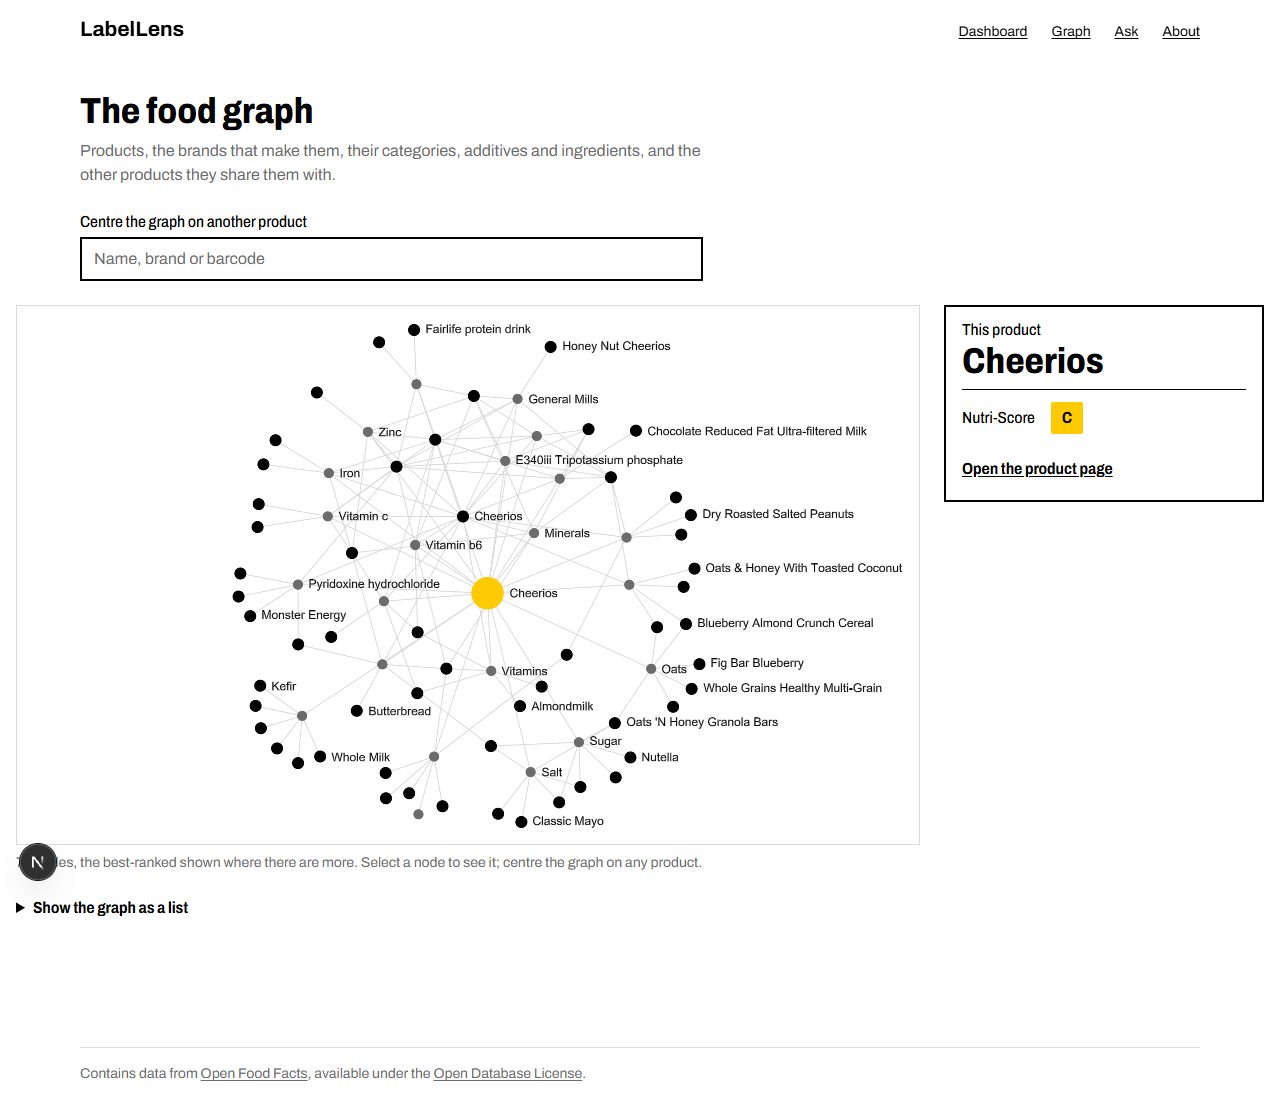 LabelLens
Dashboard Graph Ask About
The food graph
Products, the brands that make them, their categories, additives and ingredients, and the
other products they share them with.
Centre the graph on another product
Name, brand or barcode
Fairlife protein drink
Honey Nut Cheerios
General Mills
Zinc
Chocolate Reduced Fat Ultra-filtered Milk
E340iii Tripotassium phosphate
Iron
Vitamin c
Cheerios
Dry Roasted Salted Peanuts
Minerals
Vitamin b6
Oats & Honey With Toasted Coconut
Pyridoxine hydrochloride
Cheerios
Monster Energy
Blueberry Almond Crunch Cereal
Fig Bar Blueberry
Oats
Vitamins
Kefir
Whole Grains Healthy Multi-Grain
Almondmilk
Butterbread
Oats 'N Honey Granola Bars
Sugar
Whole Milk
Nutella
Salt
Classic Mayo
This product
Cheerios
Nutri-Score C
Open the product page
the best-ranked shown where there are more. Select a node to see it; centre the graph on any product.
N
Show the graph as a list
Contains data from Open Food Facts, available under the Open Database License.